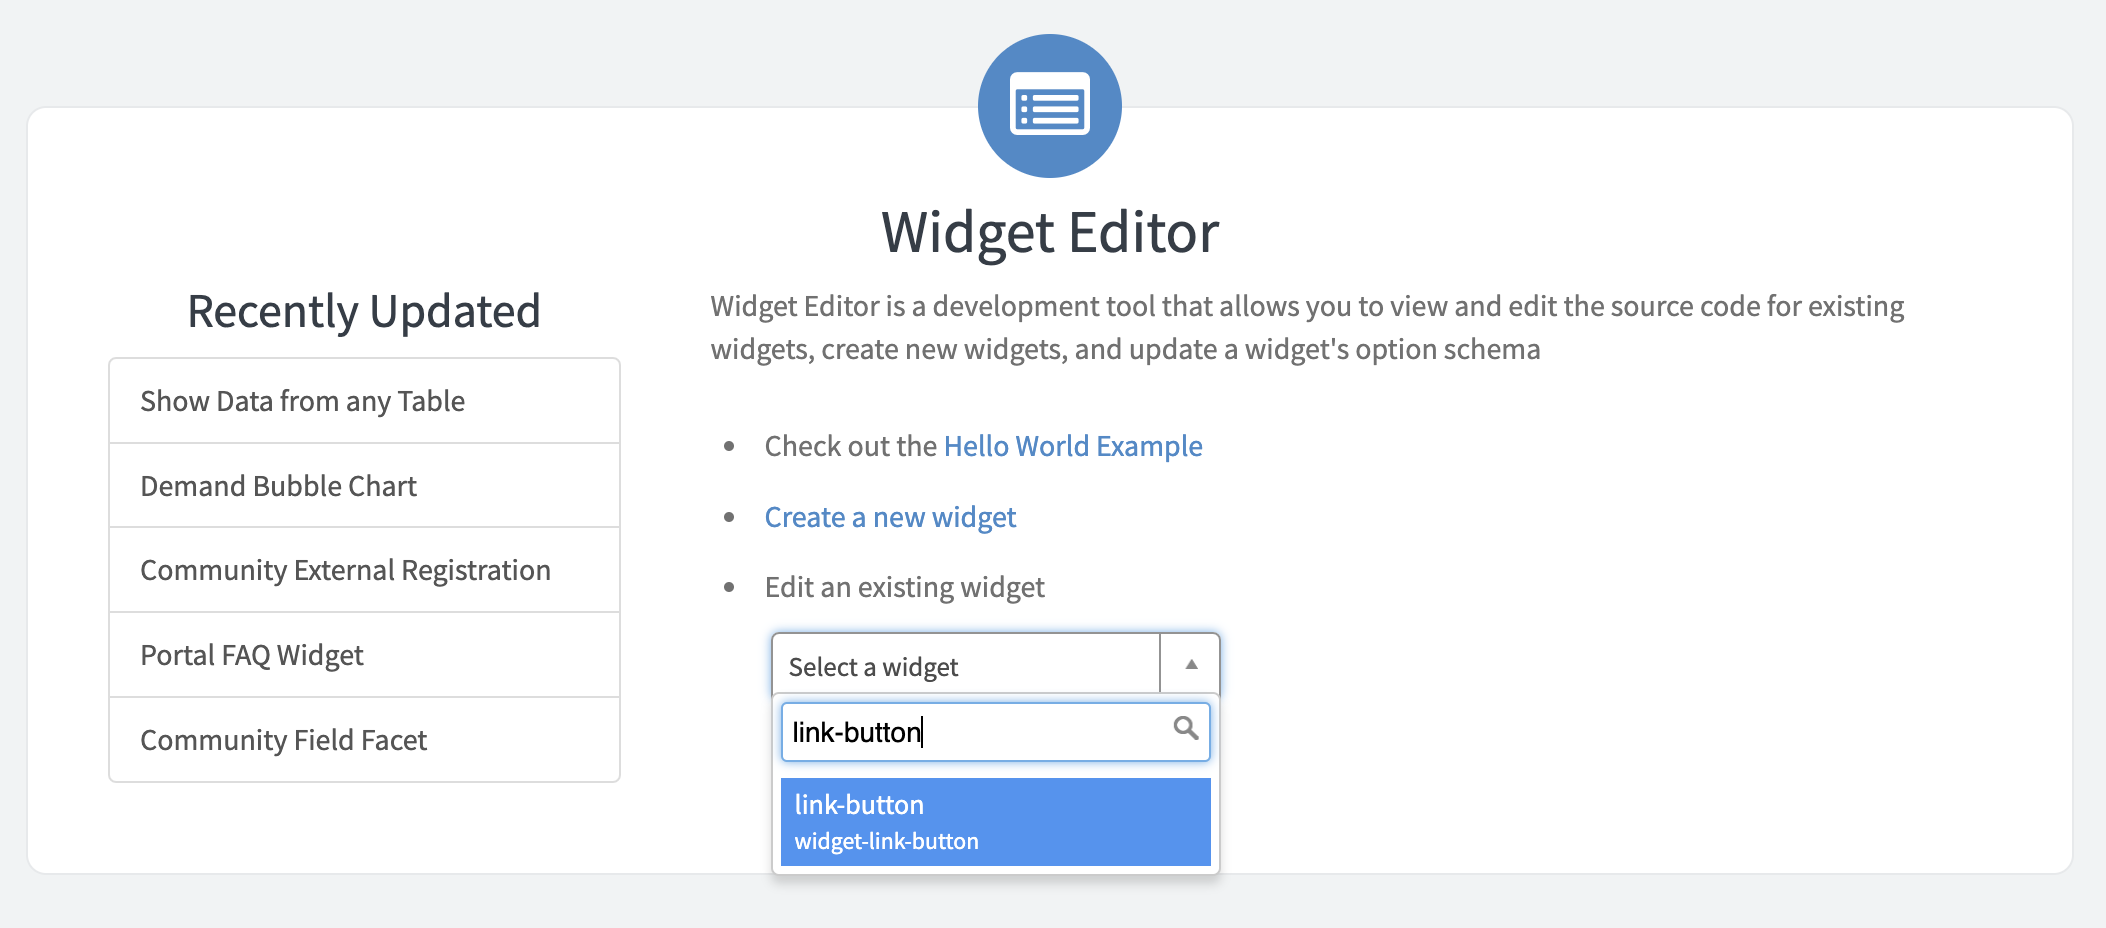 Widget Editor
Recently Updated
Show Data from any Table
Demand Bubble Chart
Community External Registration
Portal FAQ Widget
Community Field Facet
Widget Editor is a development tool that allows you to view and edit the source code for existing
widgets, create new widgets, and update a widget's option schema
Check out the Hello World Example
Create a new widget
Edit an existing widget
Select a widget
link-button
link-button
widget-link-button